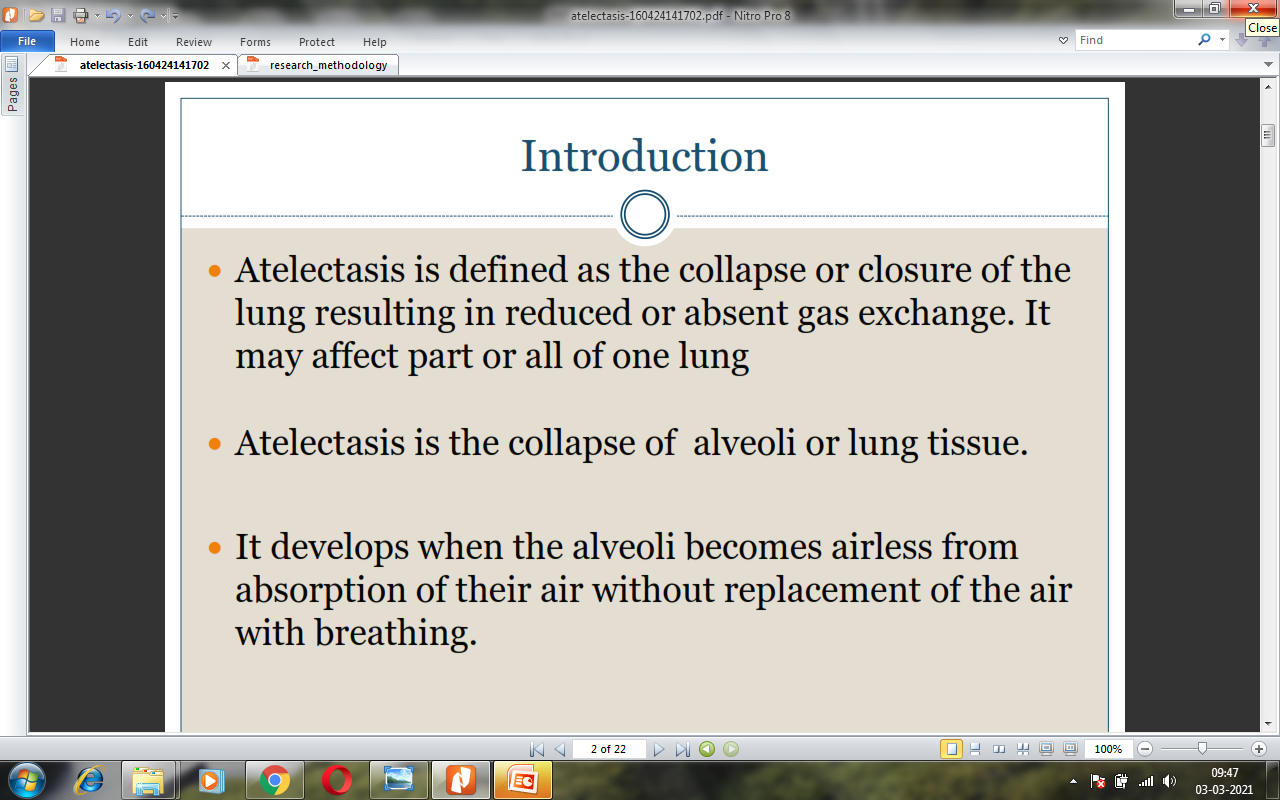 atelectasis-160424141702.pdf - Nitro Pro 8
Close
File Home Edit Review Forms Protect Help
Find
atelectasis-160424141702 research_methodology
Pages
Introduction
Atelectasis is defined as the collapse or closure of the
lung resulting in reduced or absent gas exchange. It
may affect part or all of one lung
Atelectasis is the collapse of  alveoli or lung tissue.
It develops when the alveoli becomes airless from
absorption of their air without replacement of the air
with breathing.
2 of 22
100%
09:47
03-03-2021